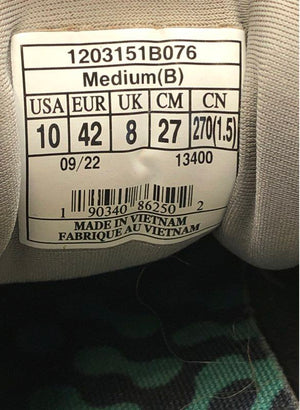 1203151B076
Medium(B)
USA EUR UK CM CN
10 42 8 27 270(1.5)
09/22 13400
1 90340 86250 2
MADE IN VIETNAM
FABRIQUE AU VIETNAM